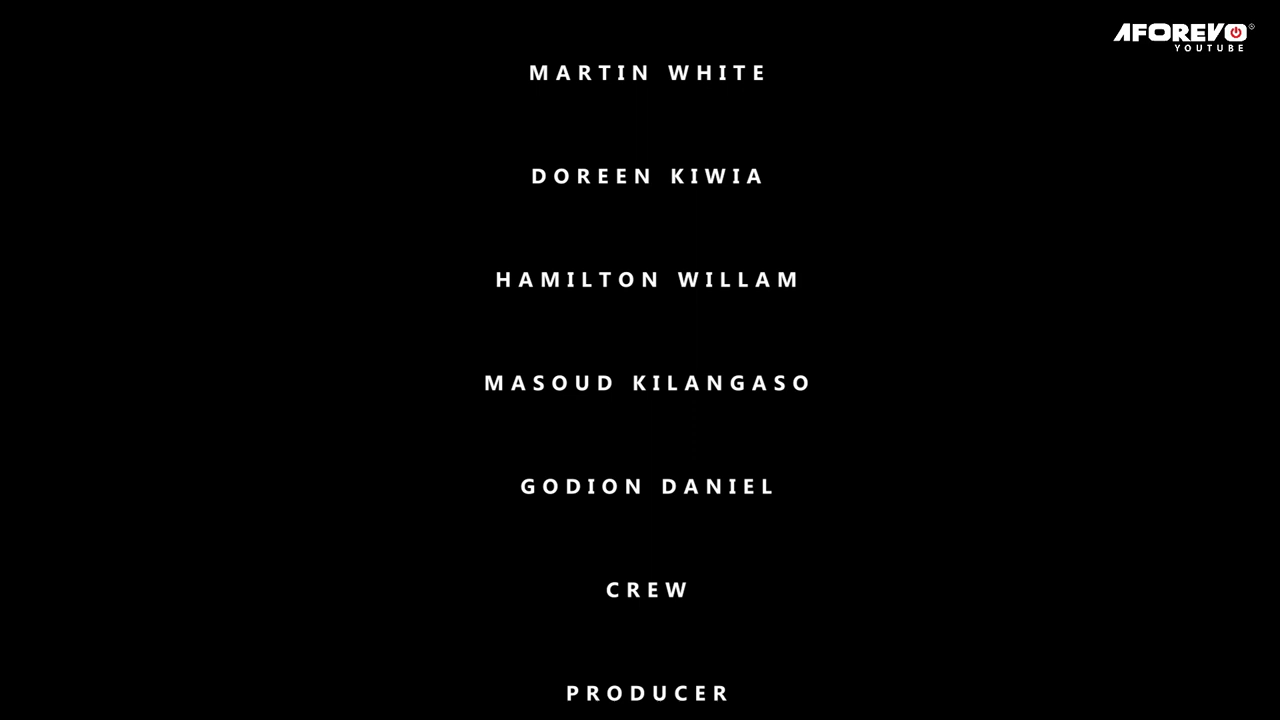 AFOREVO
YOUTUBE
MARTIN WHITE
DOREEN KIWIA
HAMILTON WILLAM
MASOUD KILANGASO
GODION DANIEL
CREW
PRODUCER